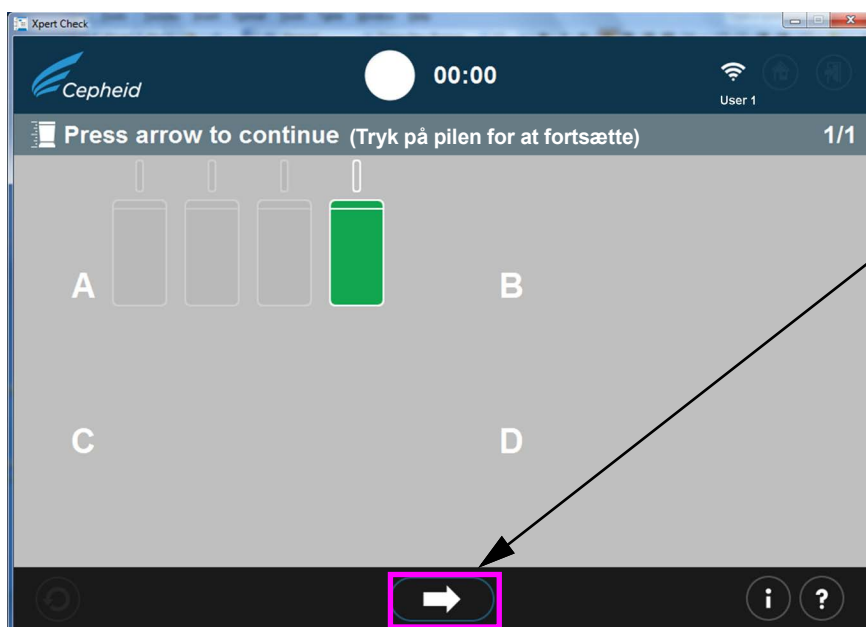 Xpert Check
Cepheid
00:00
User 1
Press arrow to continue (Tryk på pilen for at fortsætte)
1/1
A
B
C
D
i
?